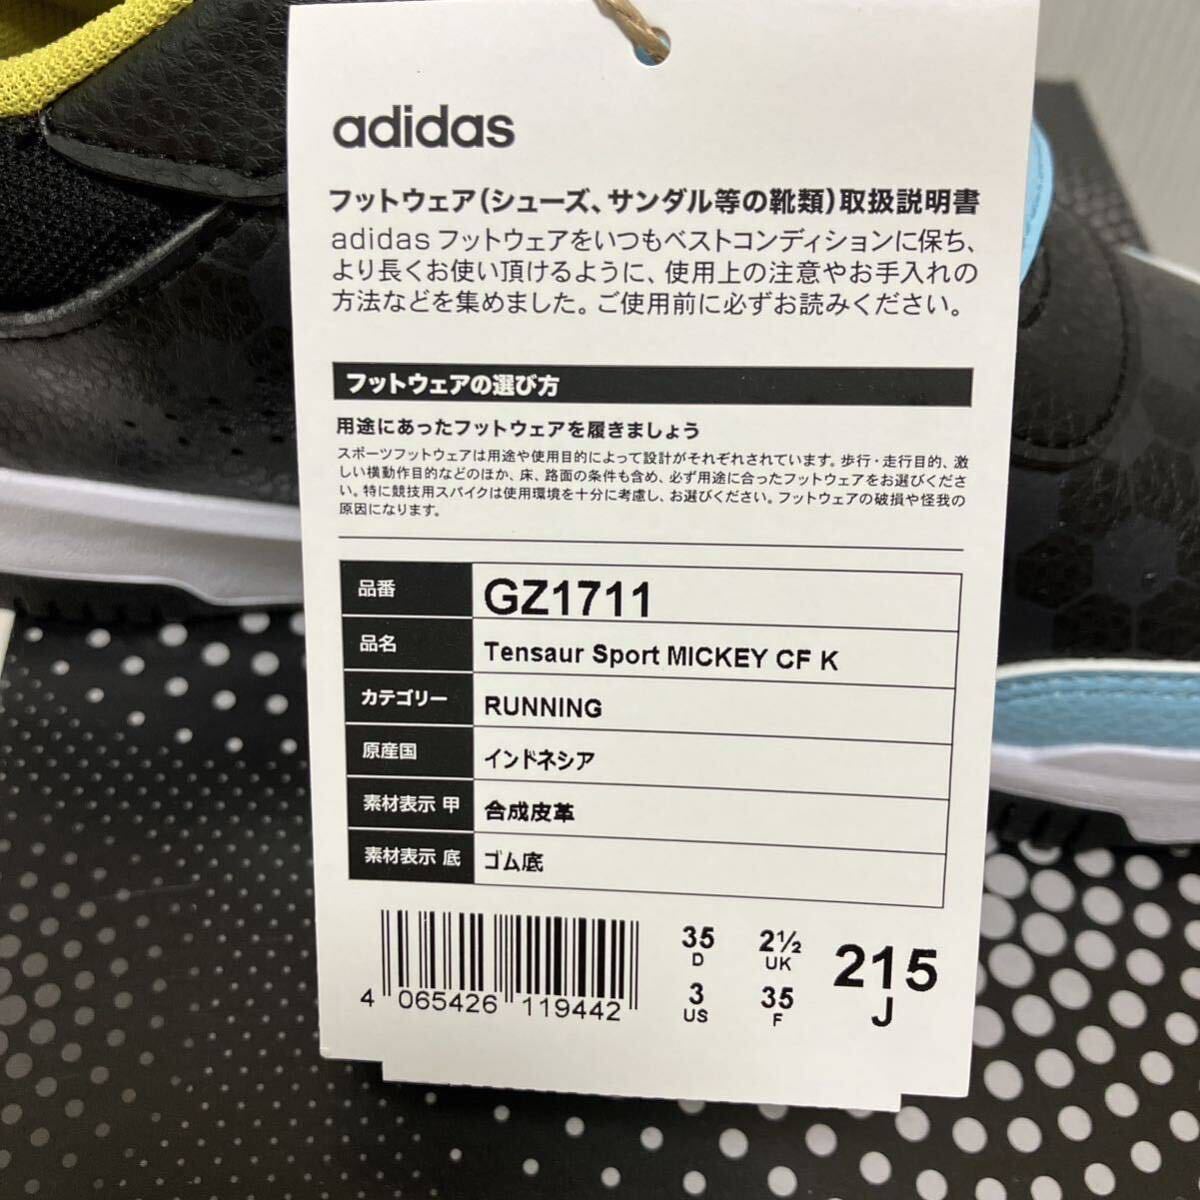 adidas
フットウェア(シューズ、サンダル等の靴類)取扱説明書
adidas フットウェアをいつもベストコンディションに保ち、
より長くお使い頂けるように、使用上の注意やお手入れの
方法などを集めました。ご使用前に必ずお読みください。
フットウェアの選び方
用途にあったフットウェアを履きましょう
スポーツフットウェアは用途や使用目的によって設計がそれぞれされています。歩行・走行目的、激
しい横動作目的などのほか、床、路面の条件も含め、必ず用途に合ったフットウェアをお選びくださ
い。特に競技用スパイクは使用環境を十分に考慮し、お選びください。フットウェアの破損や怪我の
原因になります。
品番 GZ1711
品名 Tensaur Sport MICKEY CF K
カテゴリー RUNNING
原産国 インドネシア
素材表示 甲 合成皮革
素材表示 底 ゴム底
4 065426 119442
35 D
2½ UK
3 US
35 F
215 J